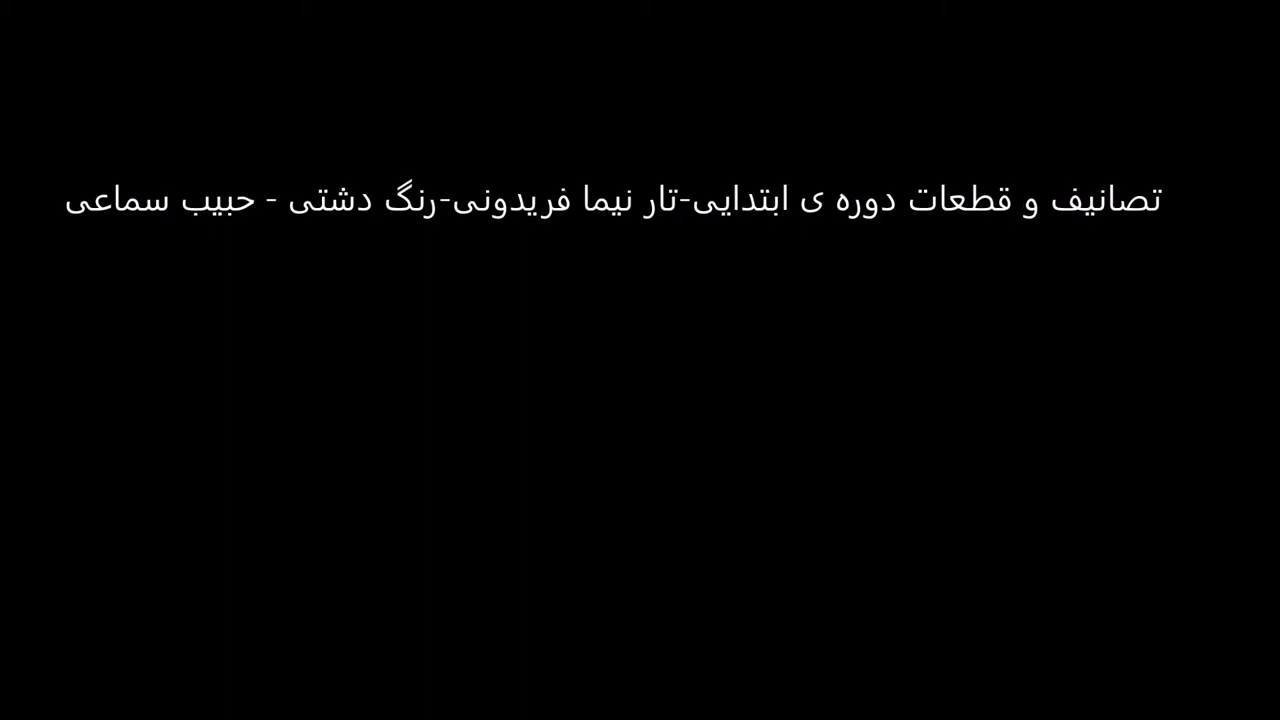 تصانیف و قطعات دوره ی ابتدایی-تار نیما فریدونی-رنگ دشتی - حبیب سماعی